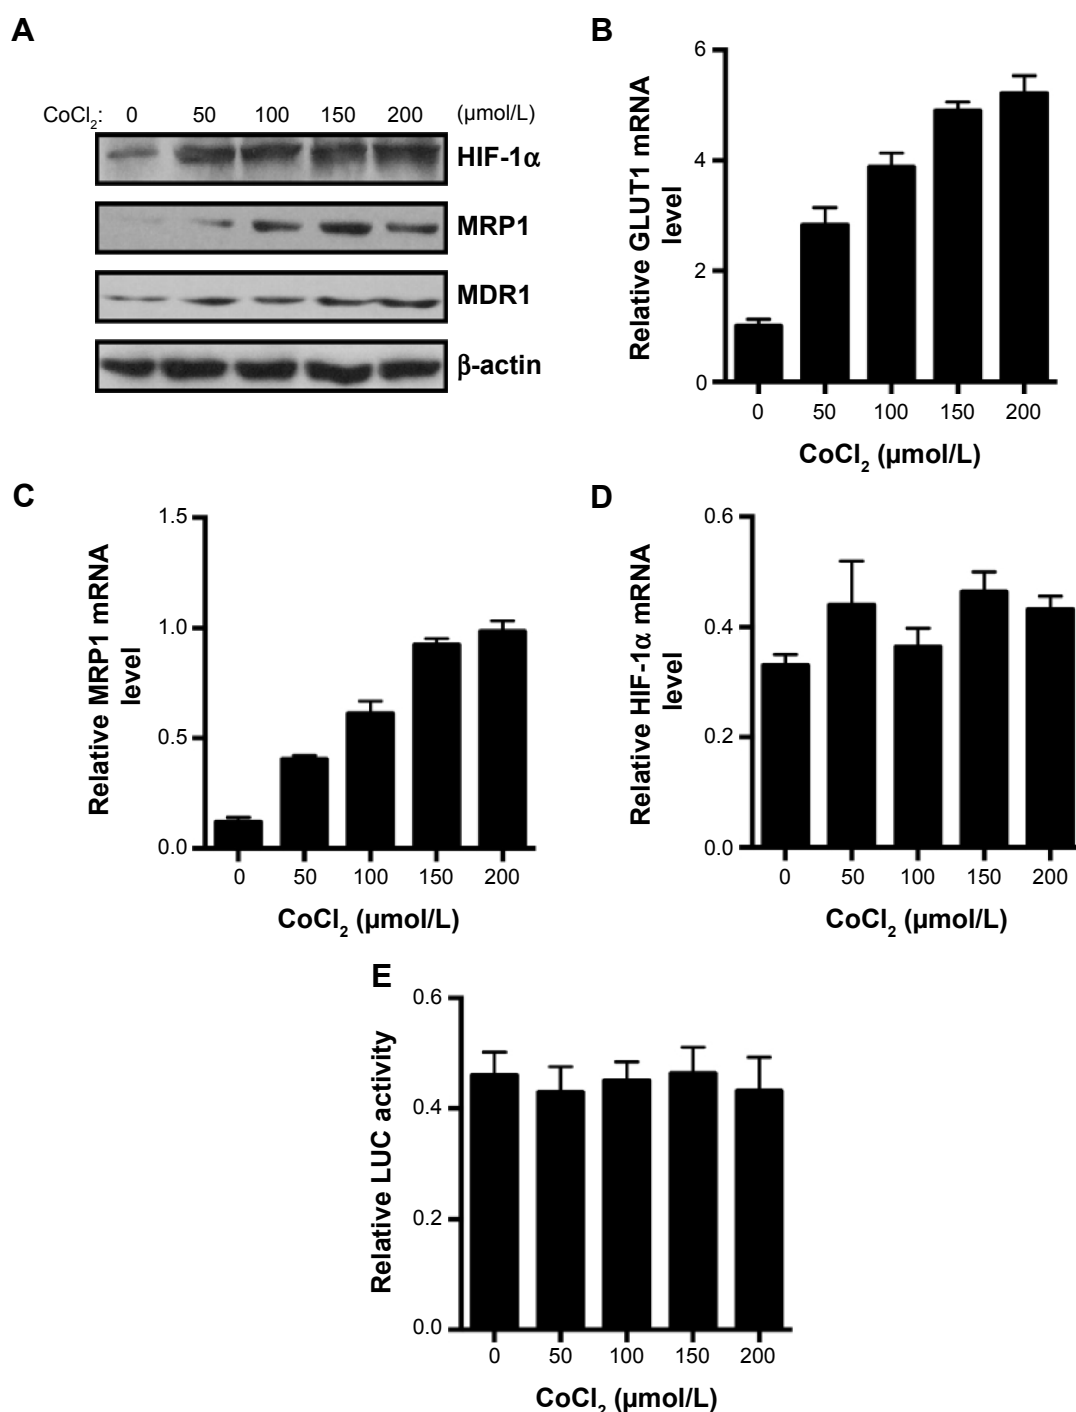 A
CoCl₂: 0 50 100 150 200 (µmol/L)
HIF-1α
MRP1
MDR1
β-actin
B
Relative GLUT1 mRNA
level
6
4
2
0
0 50 100 150 200
CoCl₂ (µmol/L)
C
Relative MRP1 mRNA
level
1.5
1.0
0.5
0.0
0 50 100 150 200
CoCl₂ (µmol/L)
D
Relative HIF-1α mRNA
level
0.6
0.4
0.2
0.0
0 50 100 150 200
CoCl₂ (µmol/L)
E
Relative LUC activity
0.6
0.4
0.2
0.0
0 50 100 150 200
CoCl₂ (µmol/L)